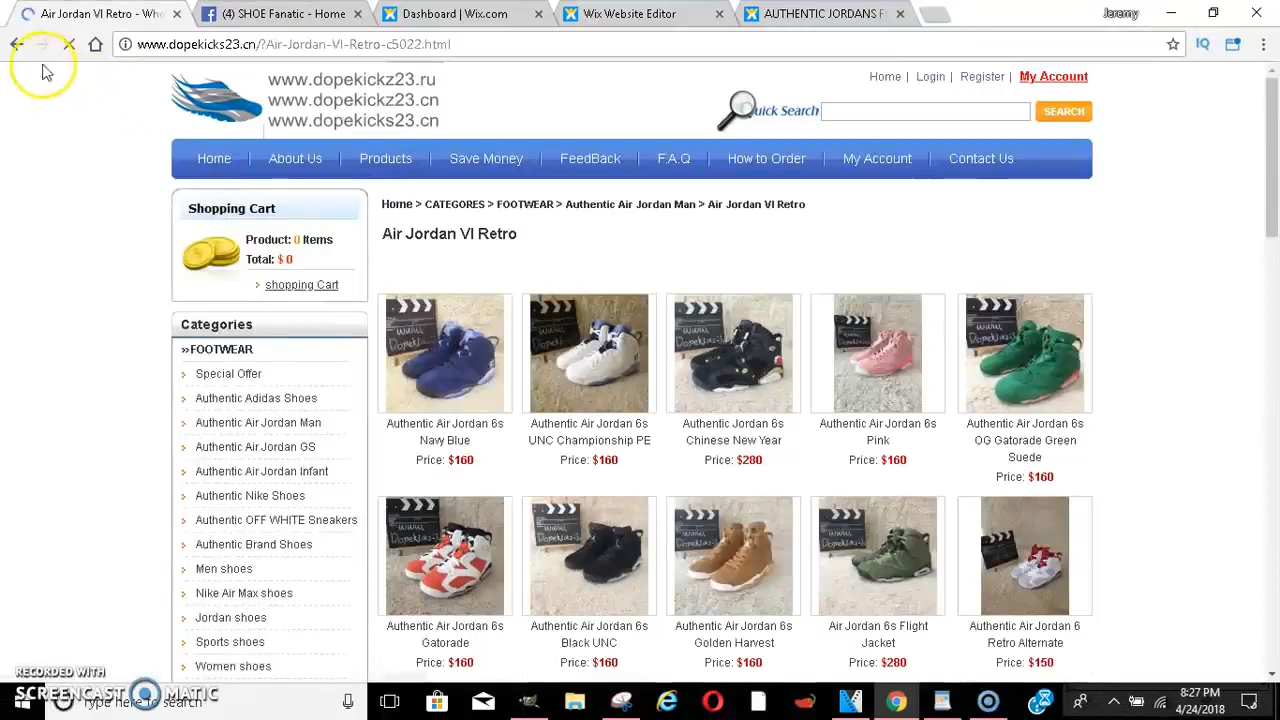 Air Jordan VI Retro - Who
(4) SHOE Fanatic - Home
Dashboard | Wix.com
Wix Website Editor
AUTHENTIC JORDANS F
Jeremy
www.dopekicks23.cn/?Air-Jordan-VI-Retro-c5022.html
www.dopekickz23.ru
www.dopekickz23.cn
www.dopekicks23.cn
Home | Login | Register | My Account
Quick Search
SEARCH
Home
About Us
Products
Save Money
FeedBack
F.A.Q
How to Order
My Account
Contact Us
Shopping Cart
Product: 0 Items
Total: $ 0
shopping Cart
Categories
»FOOTWEAR
Special Offer
Authentic Adidas Shoes
Authentic Air Jordan Man
Authentic Air Jordan GS
Authentic Air Jordan Infant
Authentic Nike Shoes
Authentic OFF WHITE Sneakers
Authentic Brand Shoes
Men shoes
Nike Air Max shoes
Jordan shoes
Sports shoes
Women shoes
Home > CATEGORES > FOOTWEAR > Authentic Air Jordan Man > Air Jordan VI Retro
Air Jordan VI Retro
Authentic Air Jordan 6s
Navy Blue
Price: $160
Authentic Air Jordan 6s
UNC Championship PE
Price: $160
Authentic Air Jordan 6s
Chinese New Year
Price: $280
Authentic Air Jordan 6s
Pink
Price: $160
Authentic Air Jordan 6s
OG Gatorade Green
Suede
Price: $160
Authentic Air Jordan 6s
Gatorade
Price: $160
Authentic Air Jordan 6s
Black UNC
Price: $160
Authentic Air Jordan 6s
Golden Harvest
Price: $160
Air Jordan 6s Flight
Jacket
Price: $280
Authentic Air Jordan 6
Retro Alternate
Price: $150
RECORDED WITH
SCREENCAST MATIC
Type here to search
8:27 PM
4/24/2018